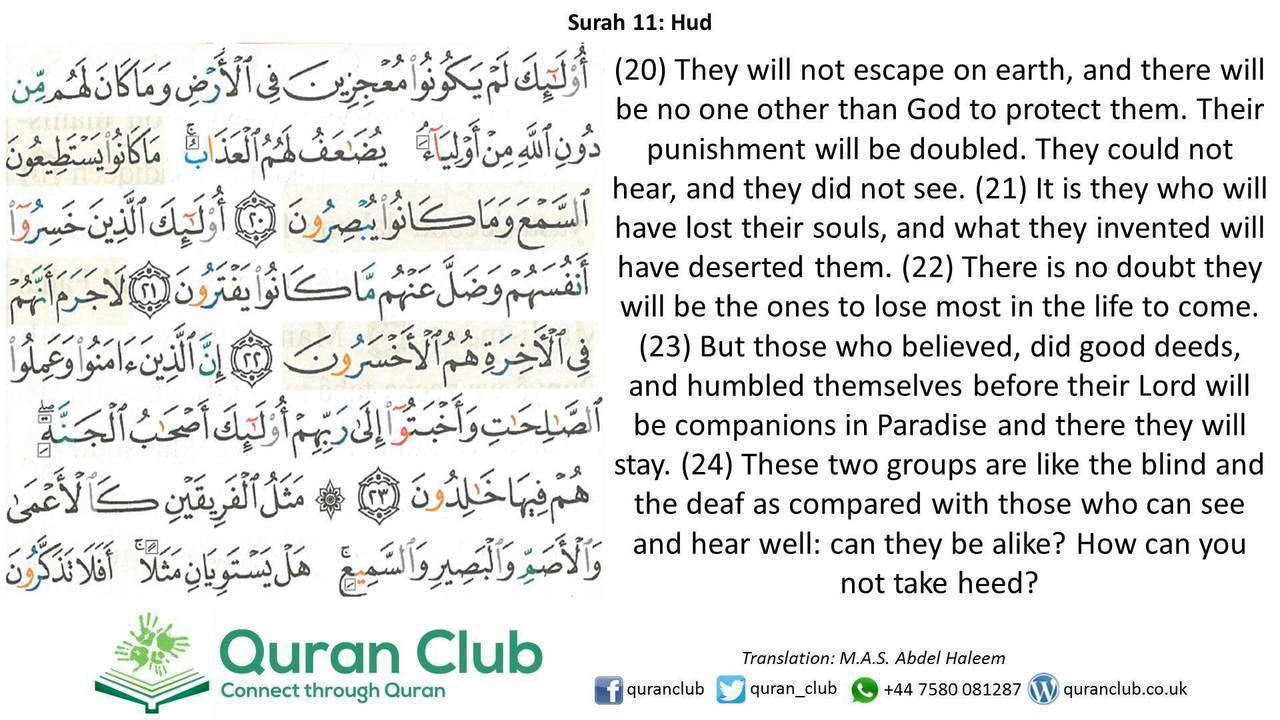 Surah 11: Hud
أُوْلَـٰٓئِكَ لَمْ يَكُونُوا۟ مُعْجِزِينَ فِى ٱلْأَرْضِ وَمَا كَانَ لَهُم مِّن
دُونِ ٱللَّهِ مِنْ أَوْلِيَآءَ ۘ يُضَـٰعَفُ لَهُمُ ٱلْعَذَابُ ۚ مَا كَانُوا۟ يَسْتَطِيعُونَ
ٱلسَّمْعَ وَمَا كَانُوا۟ يُبْصِرُونَ ٢٠ أُوْلَـٰٓئِكَ ٱلَّذِينَ خَسِرُوٓا۟
أَنفُسَهُمْ وَضَلَّ عَنْهُم مَّا كَانُوا۟ يَفْتَرُونَ ٢١ لَا جَرَمَ أَنَّهُمْ
فِى ٱلْأَخِرَةِ هُمُ ٱلْأَخْسَرُونَ ٢٢ إِنَّ ٱلَّذِينَ ءَامَنُوا۟ وَعَمِلُوا۟
ٱلصَّـٰلِحَـٰتِ وَأَخْبَتُوٓا۟ إِلَىٰ رَبِّهِمْ أُوْلَـٰٓئِكَ أَصْحَـٰبُ ٱلْجَنَّةِ ۖ
هُمْ فِيهَا خَـٰلِدُونَ ٢٣ ۞ مَثَلُ ٱلْفَرِيقَيْنِ كَٱلْأَعْمَىٰ
وَٱلْأَصَمِّ وَٱلْبَصِيرِ وَٱلسَّمِيعِ ۚ هَلْ يَسْتَوِيَانِ مَثَلًا ۚ أَفَلَا تَذَكَّرُونَ
(20) They will not escape on earth, and there will
be no one other than God to protect them. Their
punishment will be doubled. They could not
hear, and they did not see. (21) It is they who will
have lost their souls, and what they invented will
have deserted them. (22) There is no doubt they
will be the ones to lose most in the life to come.
(23) But those who believed, did good deeds,
and humbled themselves before their Lord will
be companions in Paradise and there they will
stay. (24) These two groups are like the blind and
the deaf as compared with those who can see
and hear well: can they be alike? How can you
not take heed?
Quran Club
Connect through Quran
Translation: M.A.S. Abdel Haleem
quranclub quran_club +44 7580 081287 quranclub.co.uk